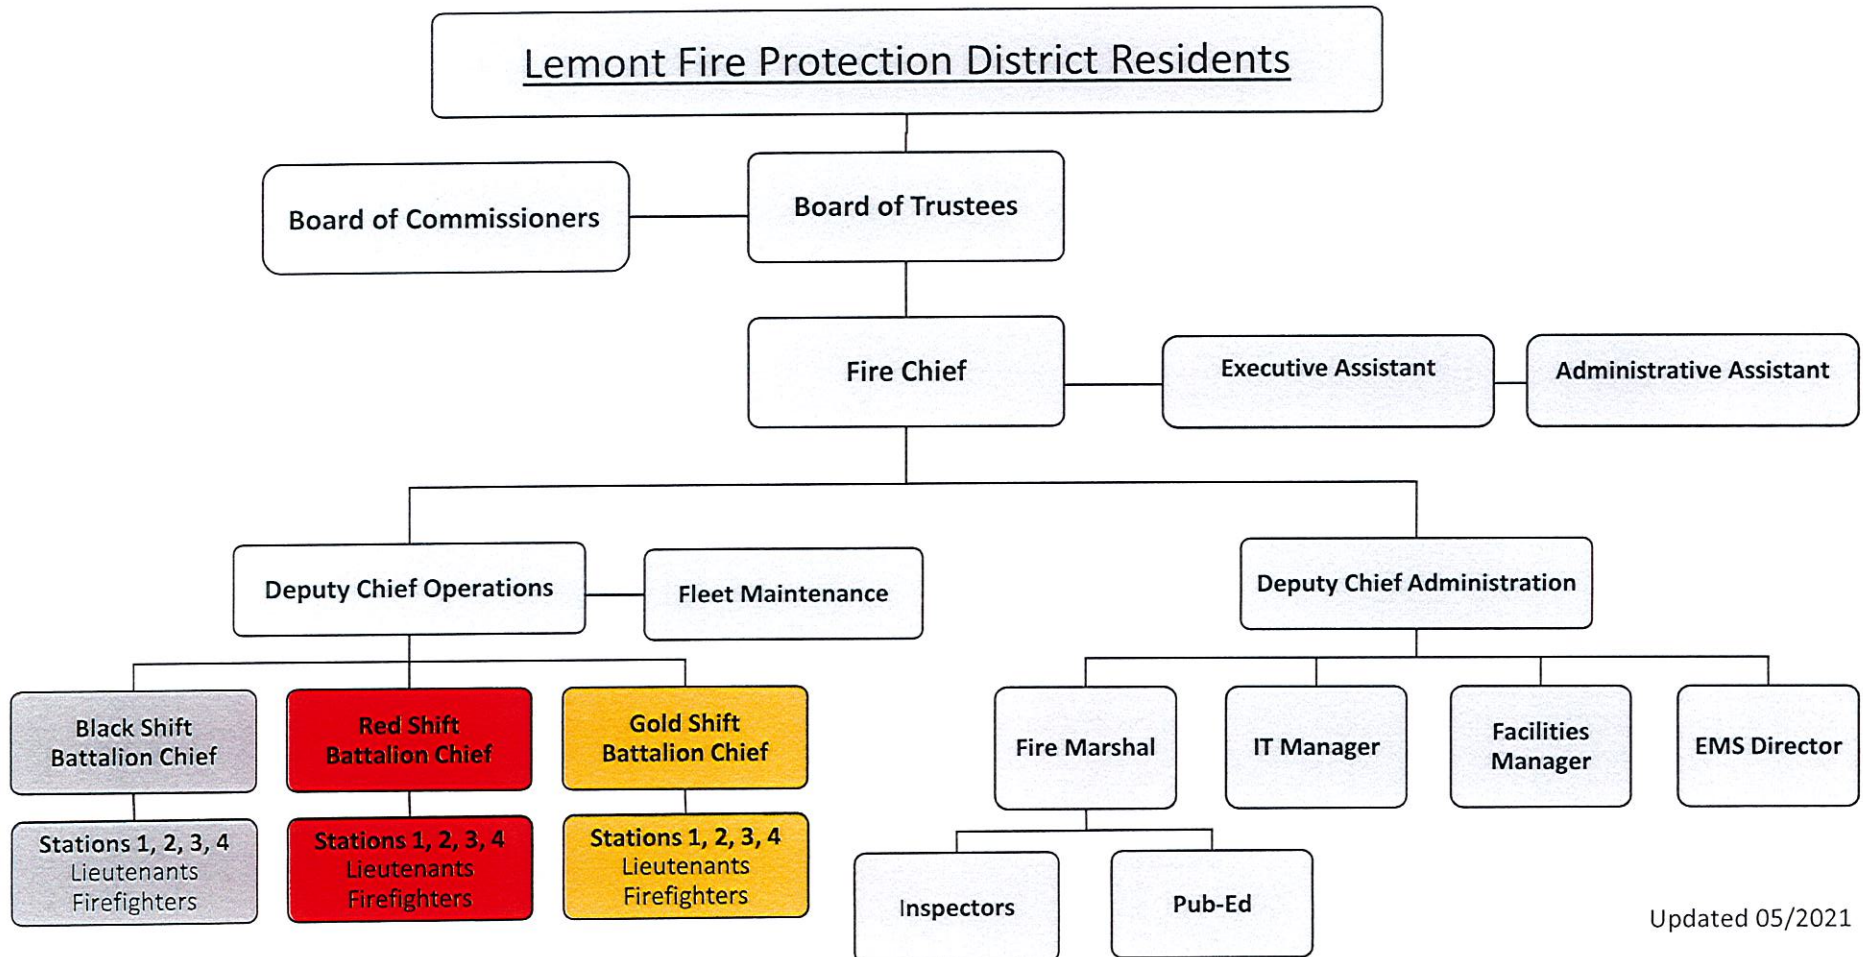 Lemont Fire Protection District Residents
Board of Commissioners
Board of Trustees
Fire Chief
Executive Assistant
Administrative Assistant
Deputy Chief Operations
Fleet Maintenance
Deputy Chief Administration
Black Shift
Battalion Chief
Red Shift
Battalion Chief
Gold Shift
Battalion Chief
Fire Marshal
IT Manager
Facilities
Manager
EMS Director
Stations 1, 2, 3, 4
Lieutenants
Firefighters
Stations 1, 2, 3, 4
Lieutenants
Firefighters
Stations 1, 2, 3, 4
Lieutenants
Firefighters
Inspectors
Pub-Ed
Updated 05/2021